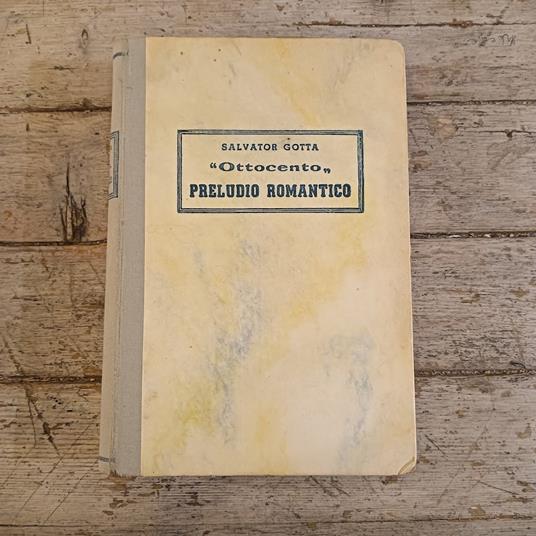 SALVATOR GOTTA
“Ottocento„
PRELUDIO ROMANTICO